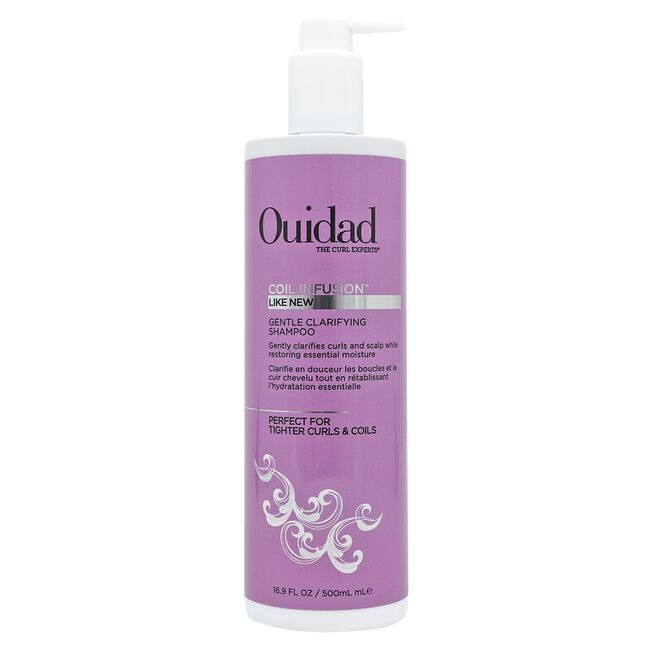 Ouidad
THE CURL EXPERTS®
COIL INFUSION™
LIKE NEW
GENTLE CLARIFYING
SHAMPOO
Gently clarifies curls and scalp while
restoring essential moisture
Clarifie en douceur les boucles et le
cuir chevelu tout en rétablissant
l'hydratation essentielle
PERFECT FOR
TIGHTER CURLS & COILS
16.9 FL OZ / 500mL mL℮